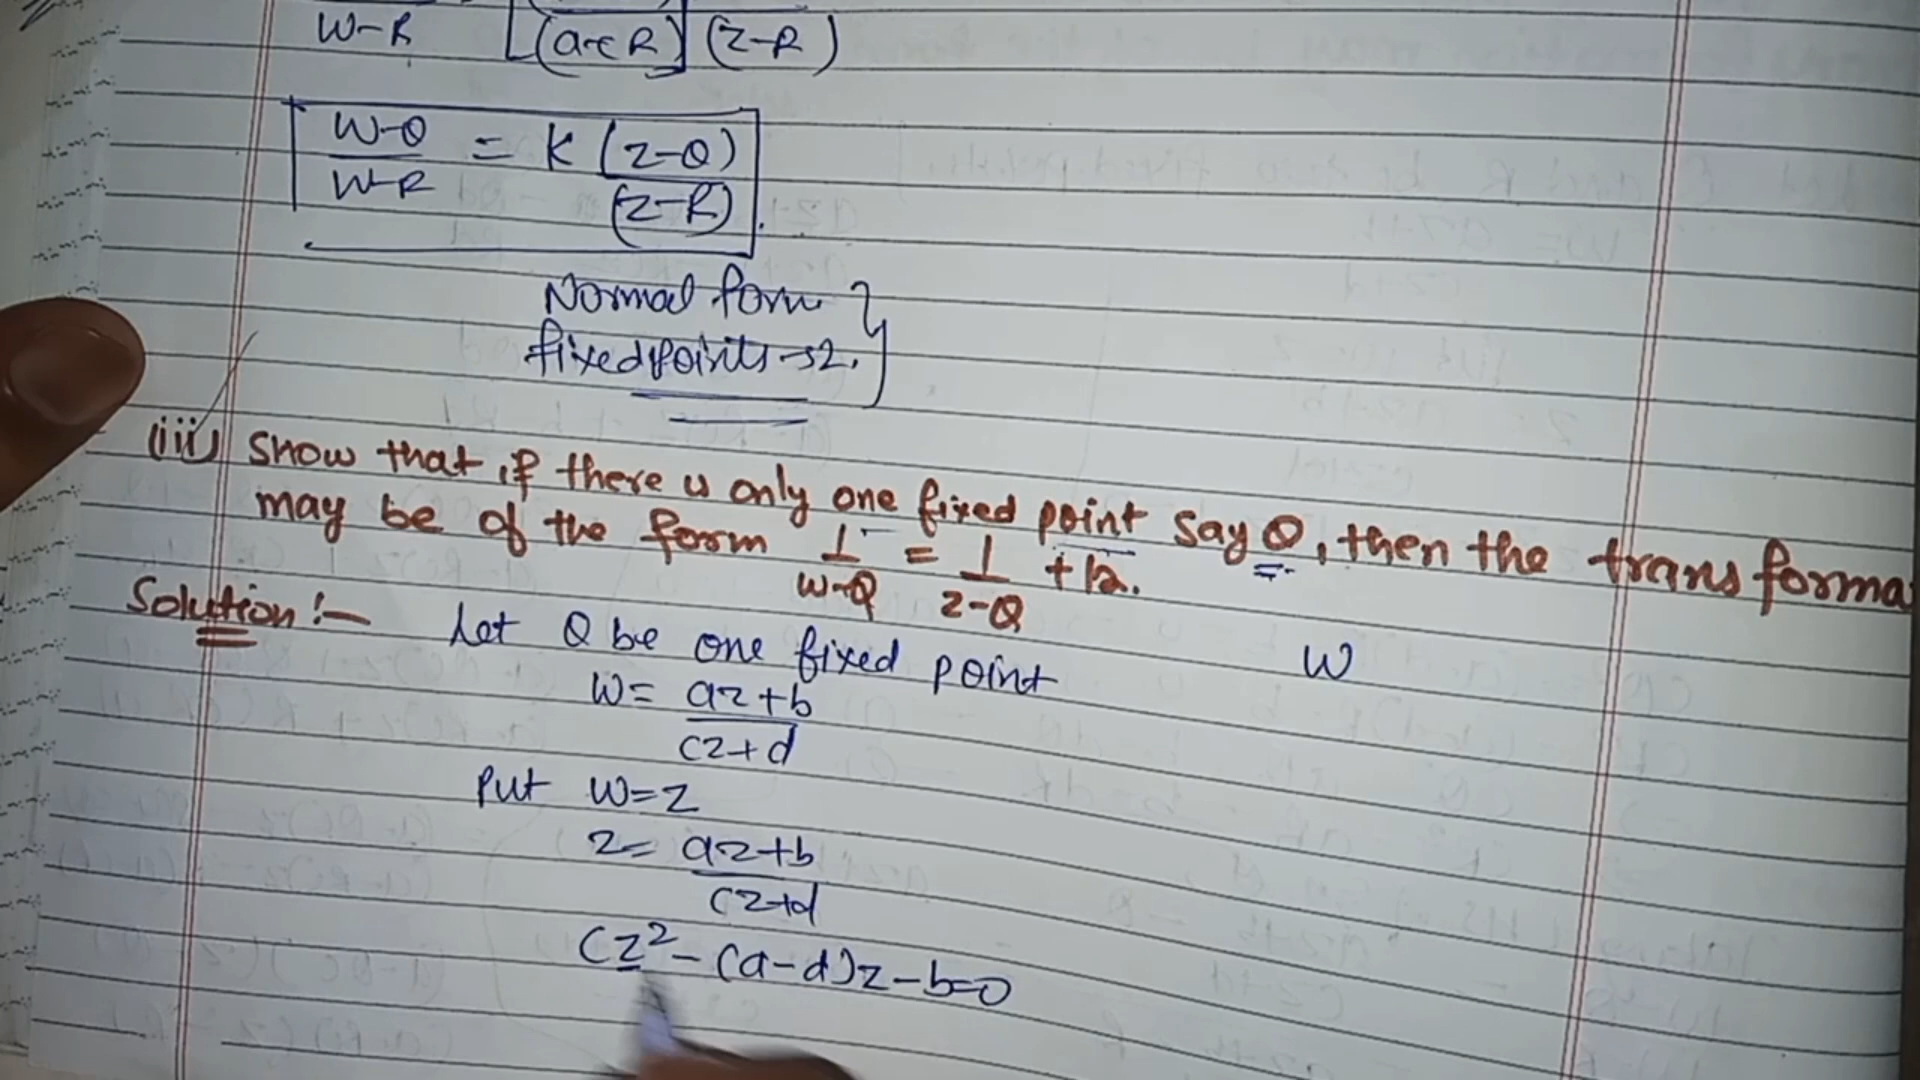 W-R [(a-cR)] (z-R)
W-Q = K (z-Q)
W-R (z-R)
Normal form
fixed points → 2.
(iii) Show that if there is only one fixed point say Q, then the transforma
may be of the form 1/(w-Q) = 1/(z-Q) + k.
Solution:- Let Q be one fixed point
W
W = az+b
cz+d
Put W=z
z = az+b
cz+d
cz² - (a-d)z - b=0